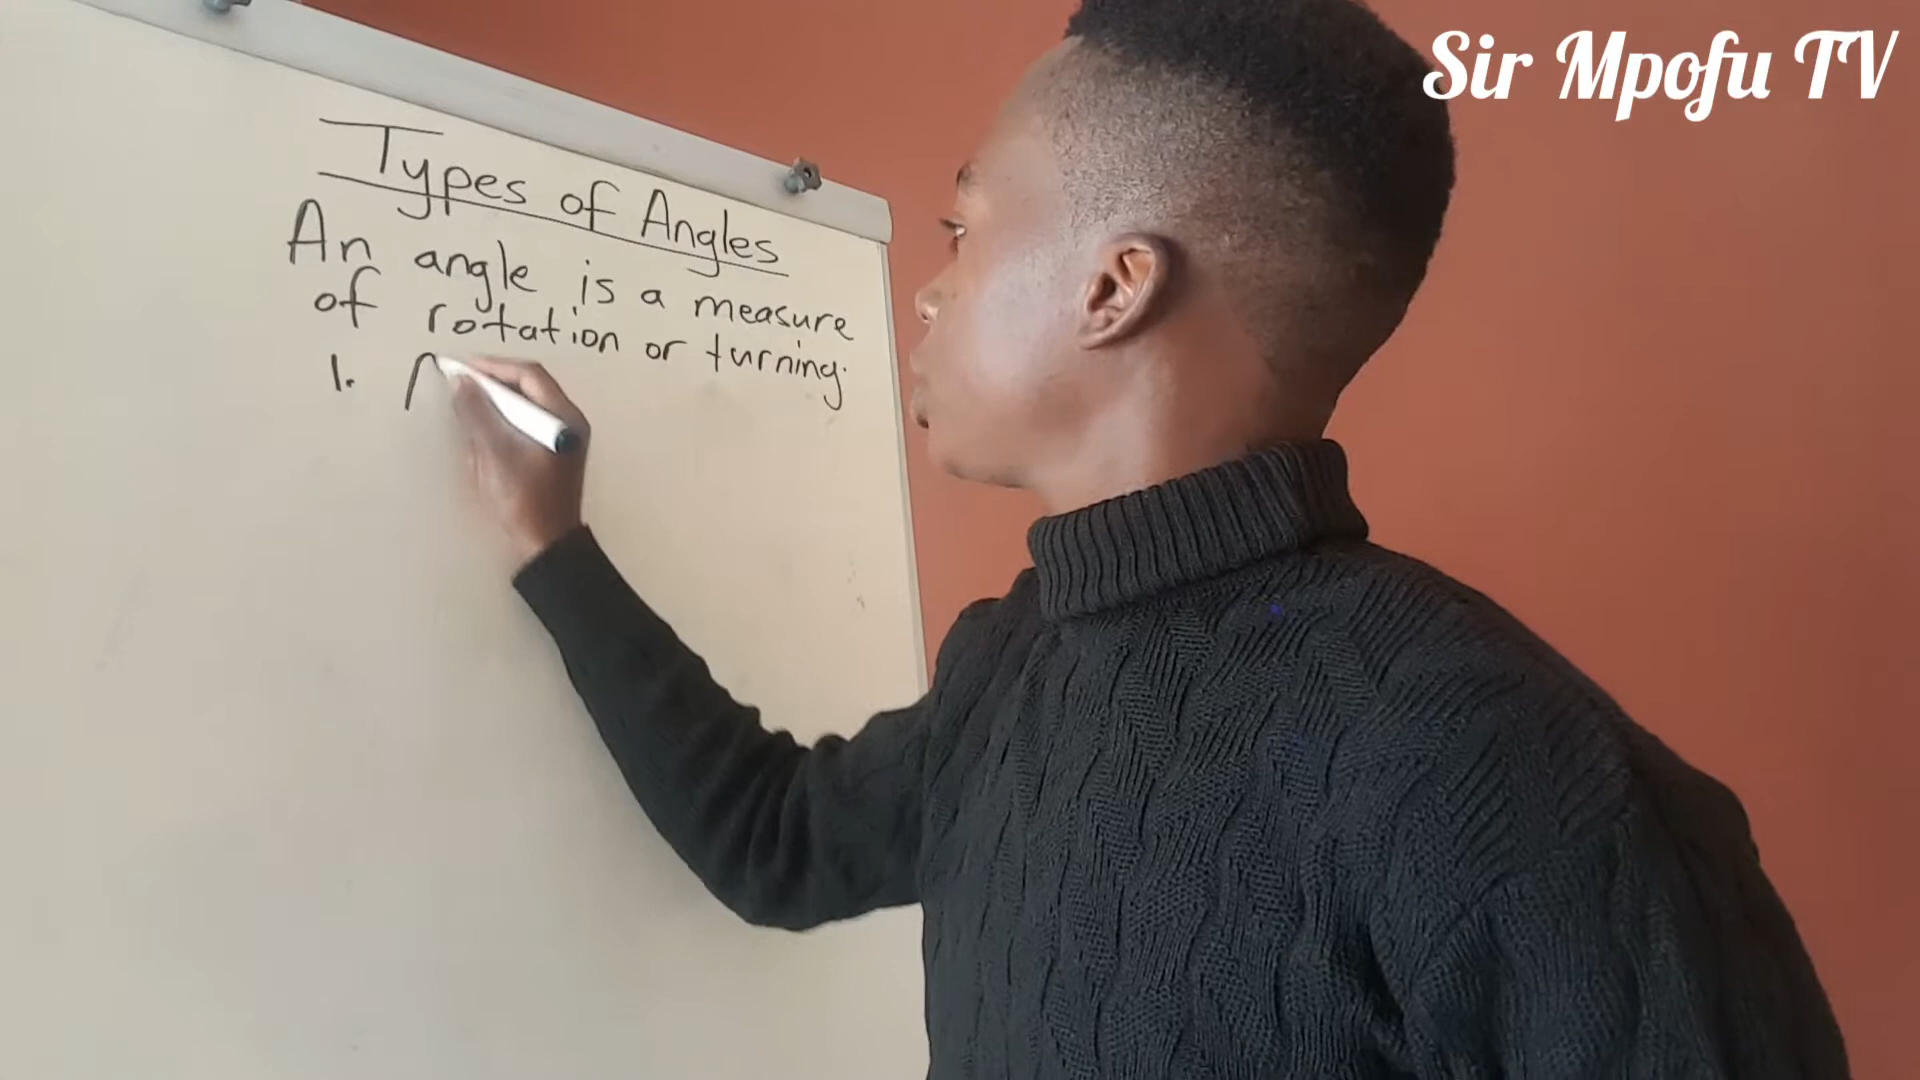 Sir Mpofu TV
Types of Angles
An angle is a measure
of rotation or turning.
1.